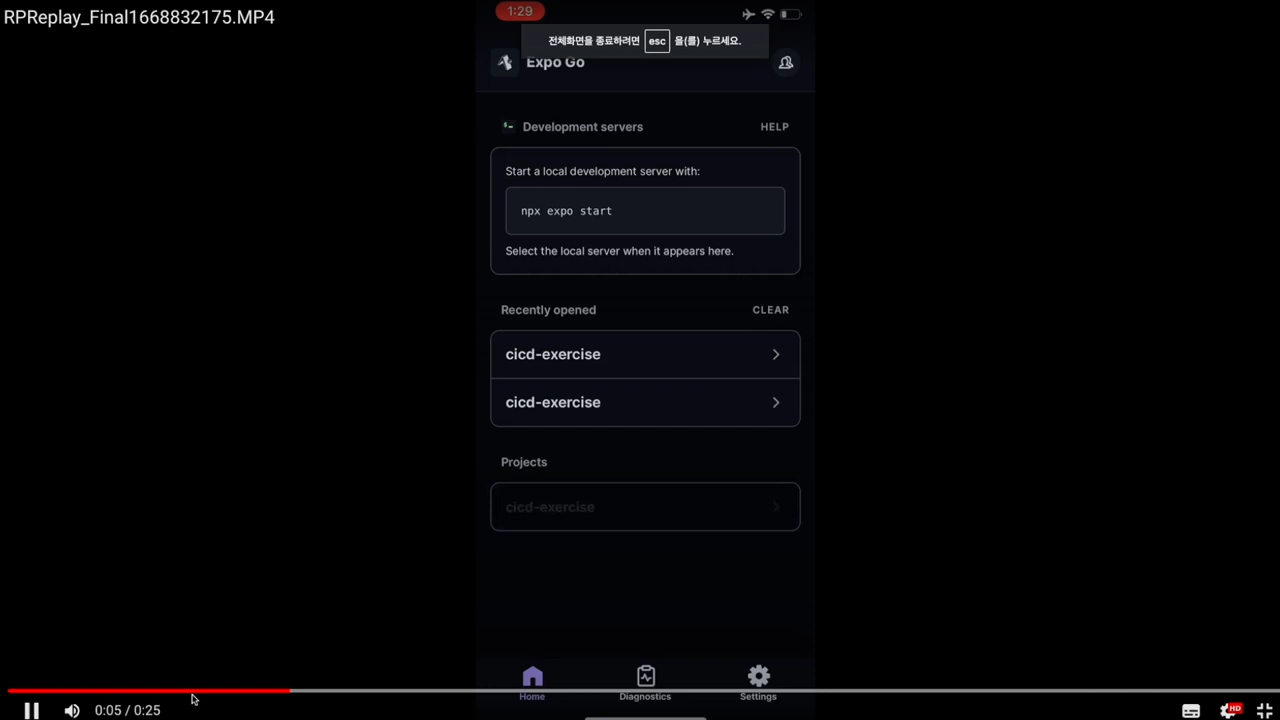 RPReplay_Final1668832175.MP4
1:29
전체화면을 종료하려면 esc 을(를) 누르세요.
Expo Go
Development servers
HELP
Start a local development server with:
npx expo start
Select the local server when it appears here.
Recently opened
CLEAR
cicd-exercise
cicd-exercise
Projects
cicd-exercise
Home
Diagnostics
Settings
0:05 / 0:25
HD